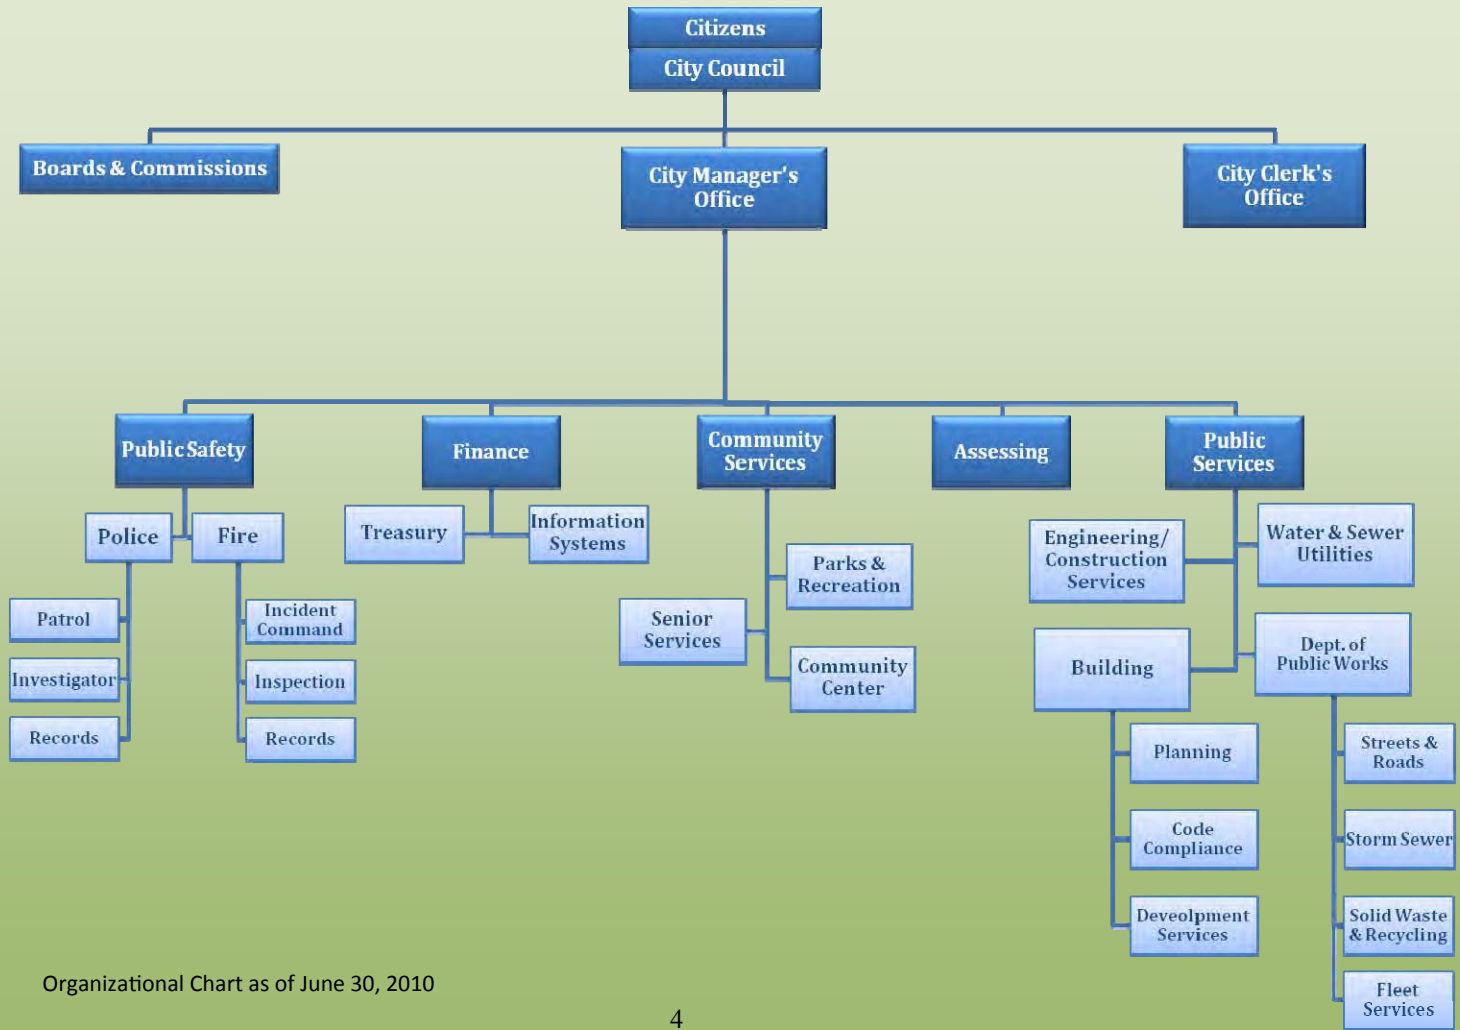 Citizens
City Council
Boards & Commissions
City Manager's
Office
City Clerk's
Office
Public Safety
Finance
Community
Services
Assessing
Public
Services
Police
Fire
Patrol
Investigator
Records
Incident
Command
Inspection
Records
Treasury
Information
Systems
Parks &
Recreation
Senior
Services
Community
Center
Engineering/
Construction
Services
Water & Sewer
Utilities
Building
Dept. of
Public Works
Planning
Code
Compliance
Deveolpment
Services
Streets &
Roads
Storm Sewer
Solid Waste
& Recycling
Fleet
Services
Organizational Chart as of June 30, 2010
4